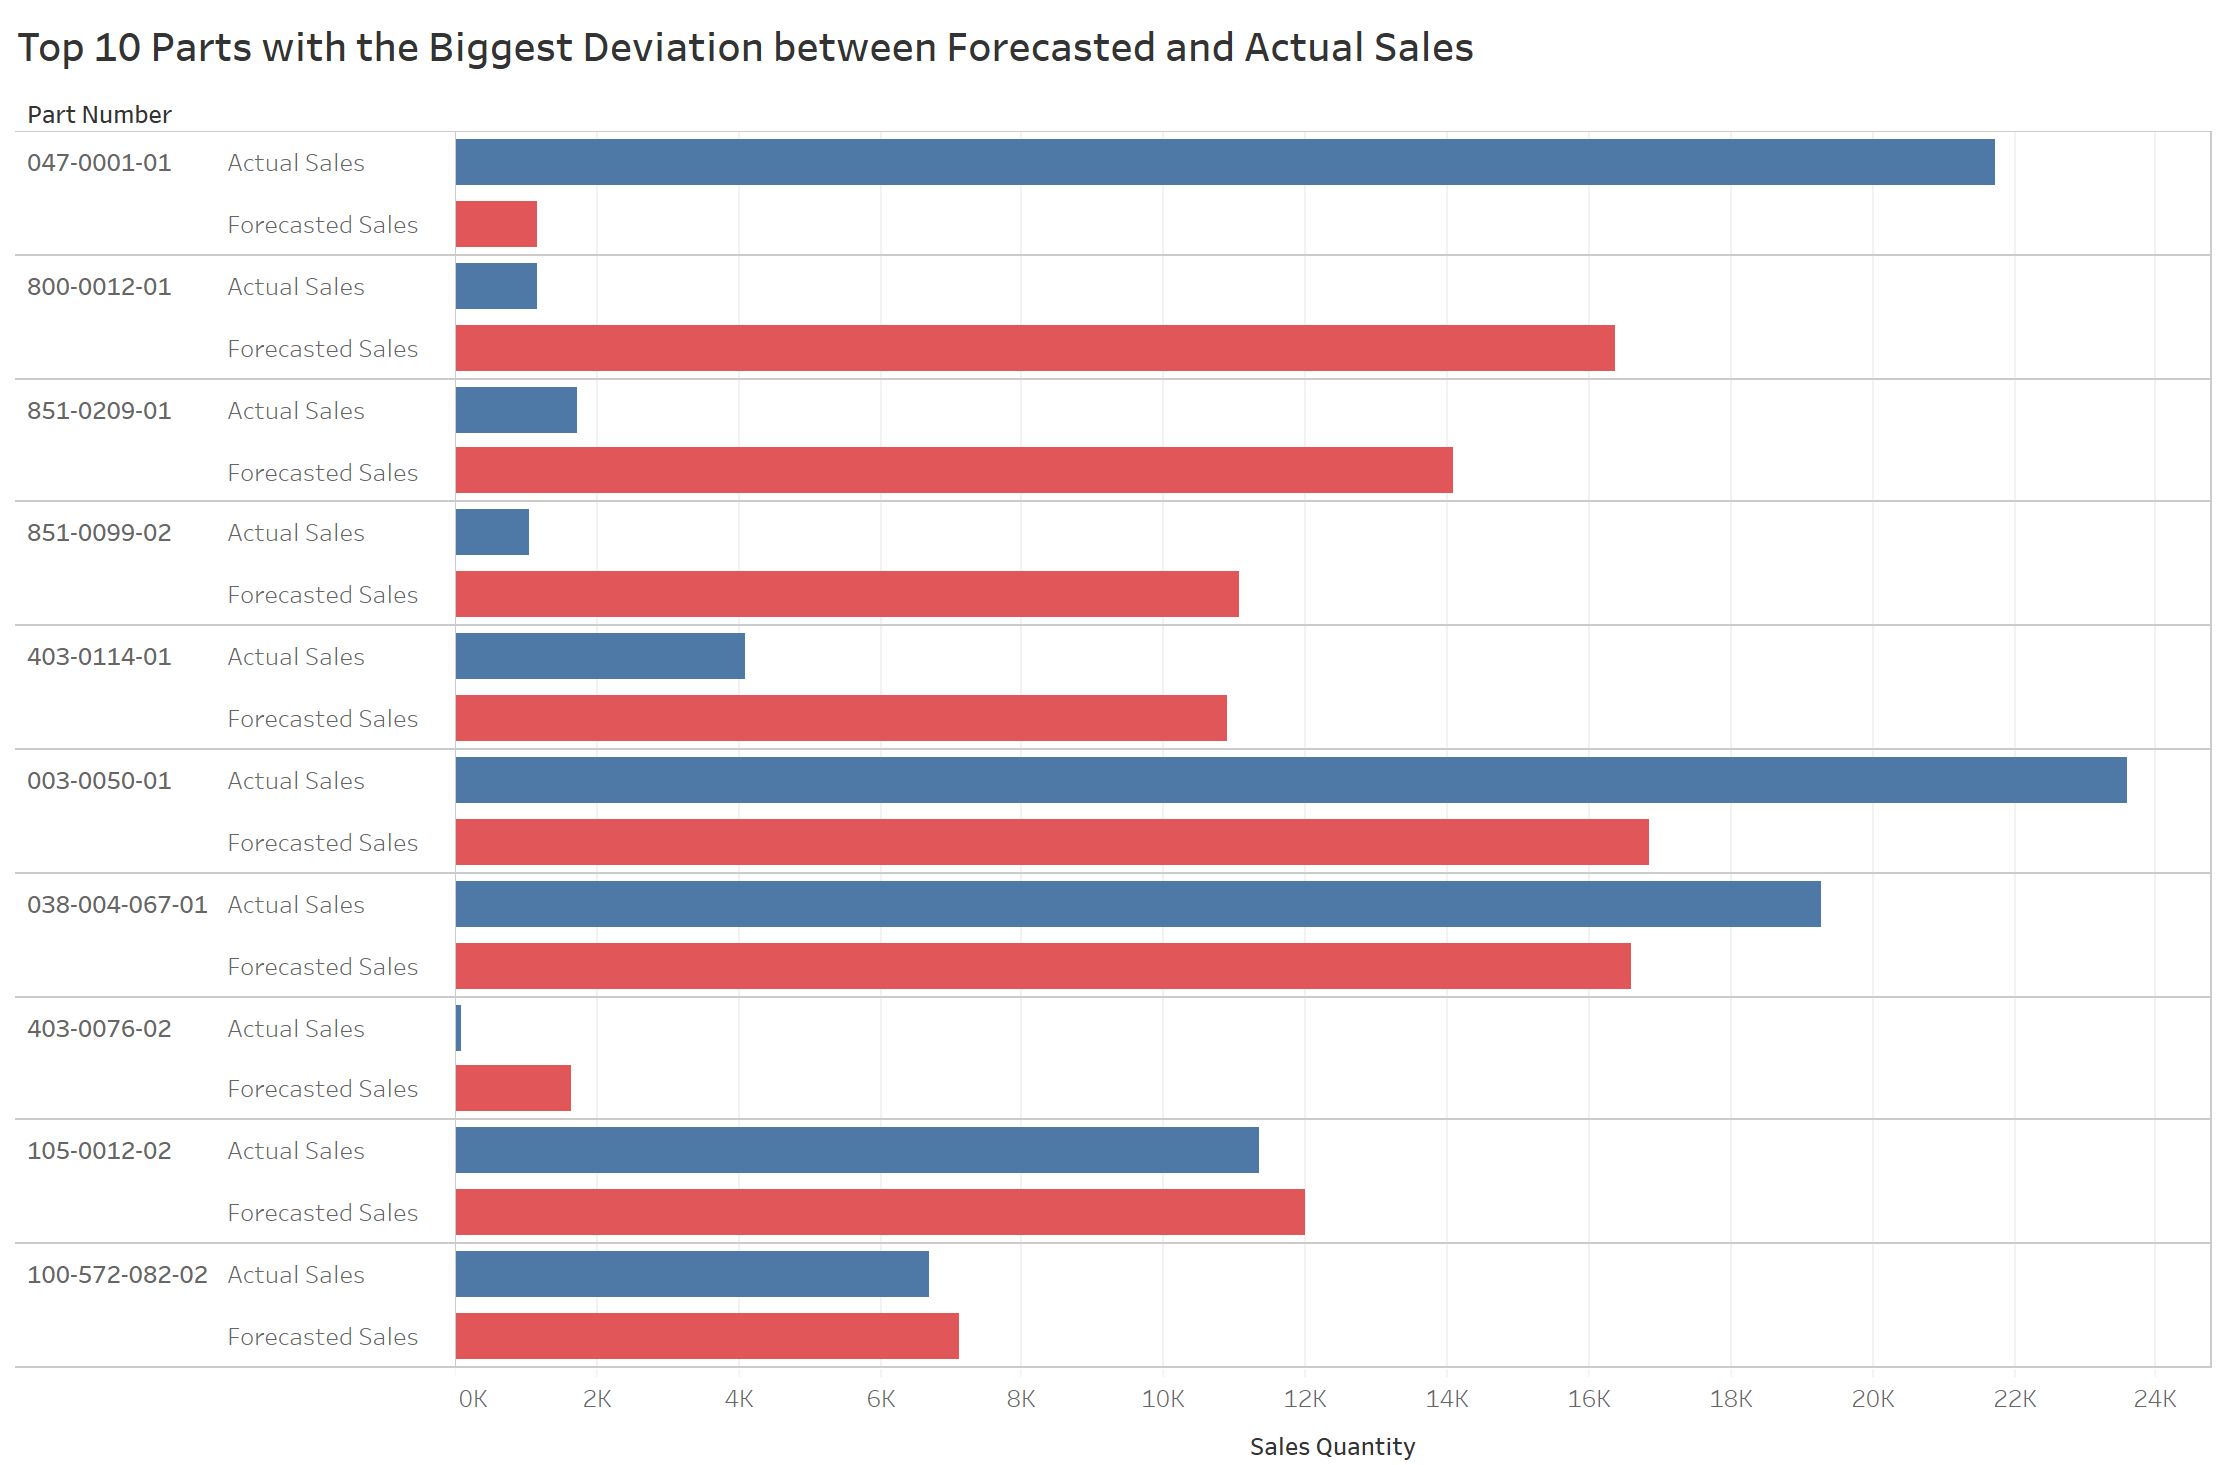 Top 10 Parts with the Biggest Deviation between Forecasted and Actual Sales
Part Number
047-0001-01 Actual Sales
Forecasted Sales
800-0012-01 Actual Sales
Forecasted Sales
851-0209-01 Actual Sales
Forecasted Sales
851-0099-02 Actual Sales
Forecasted Sales
403-0114-01 Actual Sales
Forecasted Sales
003-0050-01 Actual Sales
Forecasted Sales
038-004-067-01 Actual Sales
Forecasted Sales
403-0076-02 Actual Sales
Forecasted Sales
105-0012-02 Actual Sales
Forecasted Sales
100-572-082-02 Actual Sales
Forecasted Sales
0K 2K 4K 6K 8K 10K 12K 14K 16K 18K 20K 22K 24K
Sales Quantity